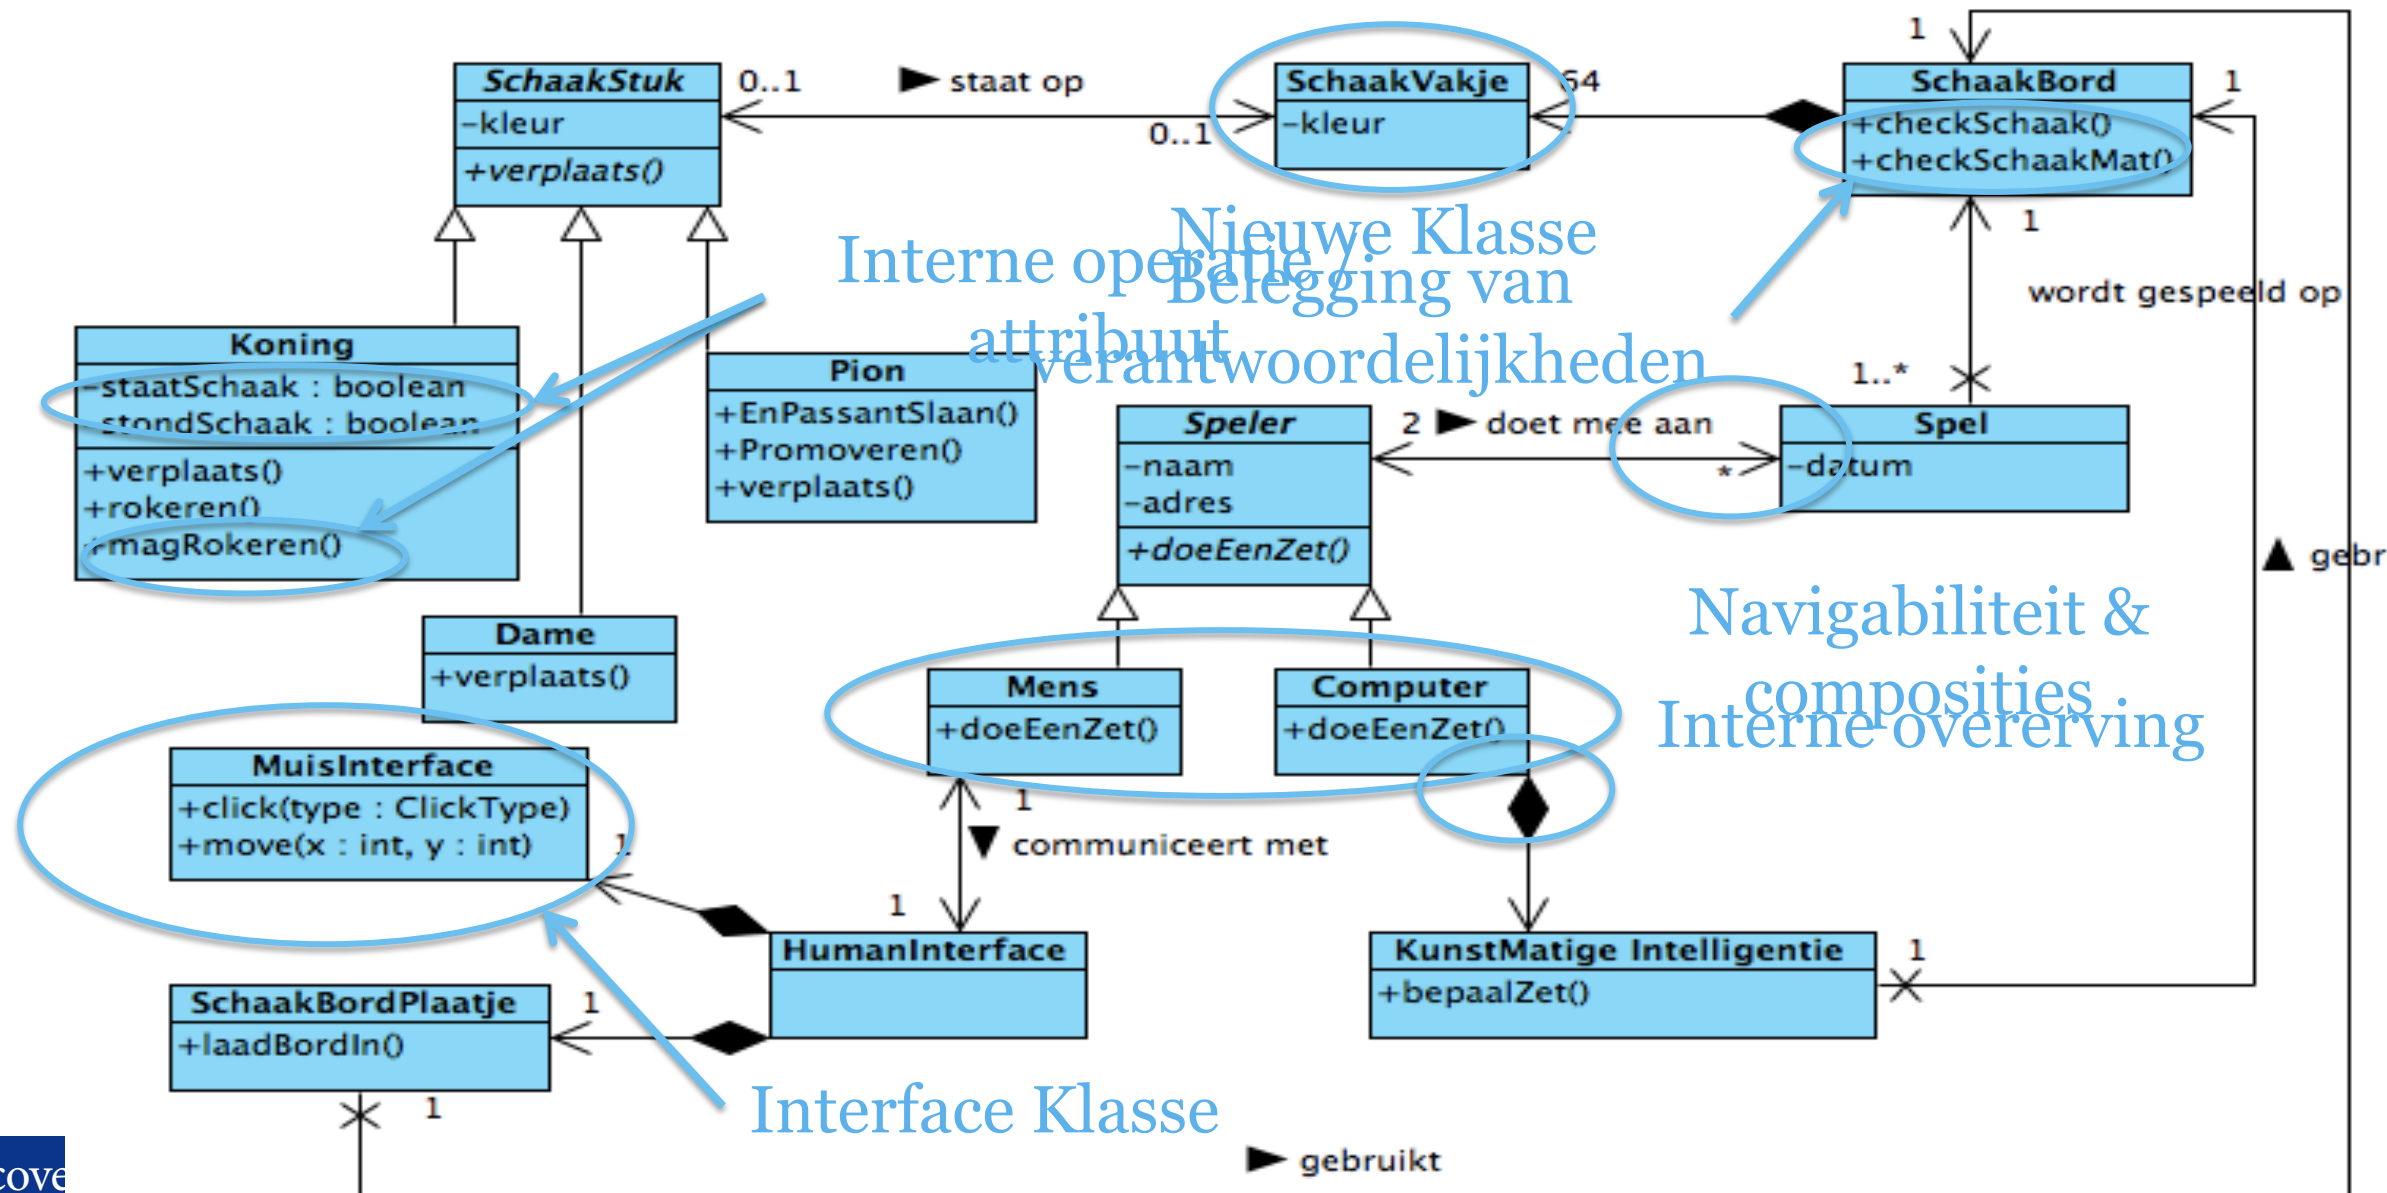 1
SchaakStuk
-kleur
+verplaats()
0..1
► staat op
0..1
SchaakVakje
-kleur
64
SchaakBord
+checkSchaak()
+checkSchaakMat()
1
1
wordt gespeeld op
1..*
Nieuwe Klasse
Interne operatie /
attribuut
Belegging van
verantwoordelijkheden
Koning
-staatSchaak : boolean
-stondSchaak : boolean
+verplaats()
+rokeren()
+magRokeren()
Pion
+EnPassantSlaan()
+Promoveren()
+verplaats()
Speler
-naam
-adres
+doeEenZet()
2 ► doet mee aan
*
Spel
-datum
▲ gebr
Dame
+verplaats()
Navigabiliteit &
composities
Interne overerving
Mens
+doeEenZet()
Computer
+doeEenZet()
MuisInterface
+click(type : ClickType)
+move(x : int, y : int)
1
1
▼ communiceert met
1
HumanInterface
KunstMatige Intelligentie
+bepaalZet()
1
SchaakBordPlaatje
+laadBordIn()
1
1
Interface Klasse
► gebruikt
cove